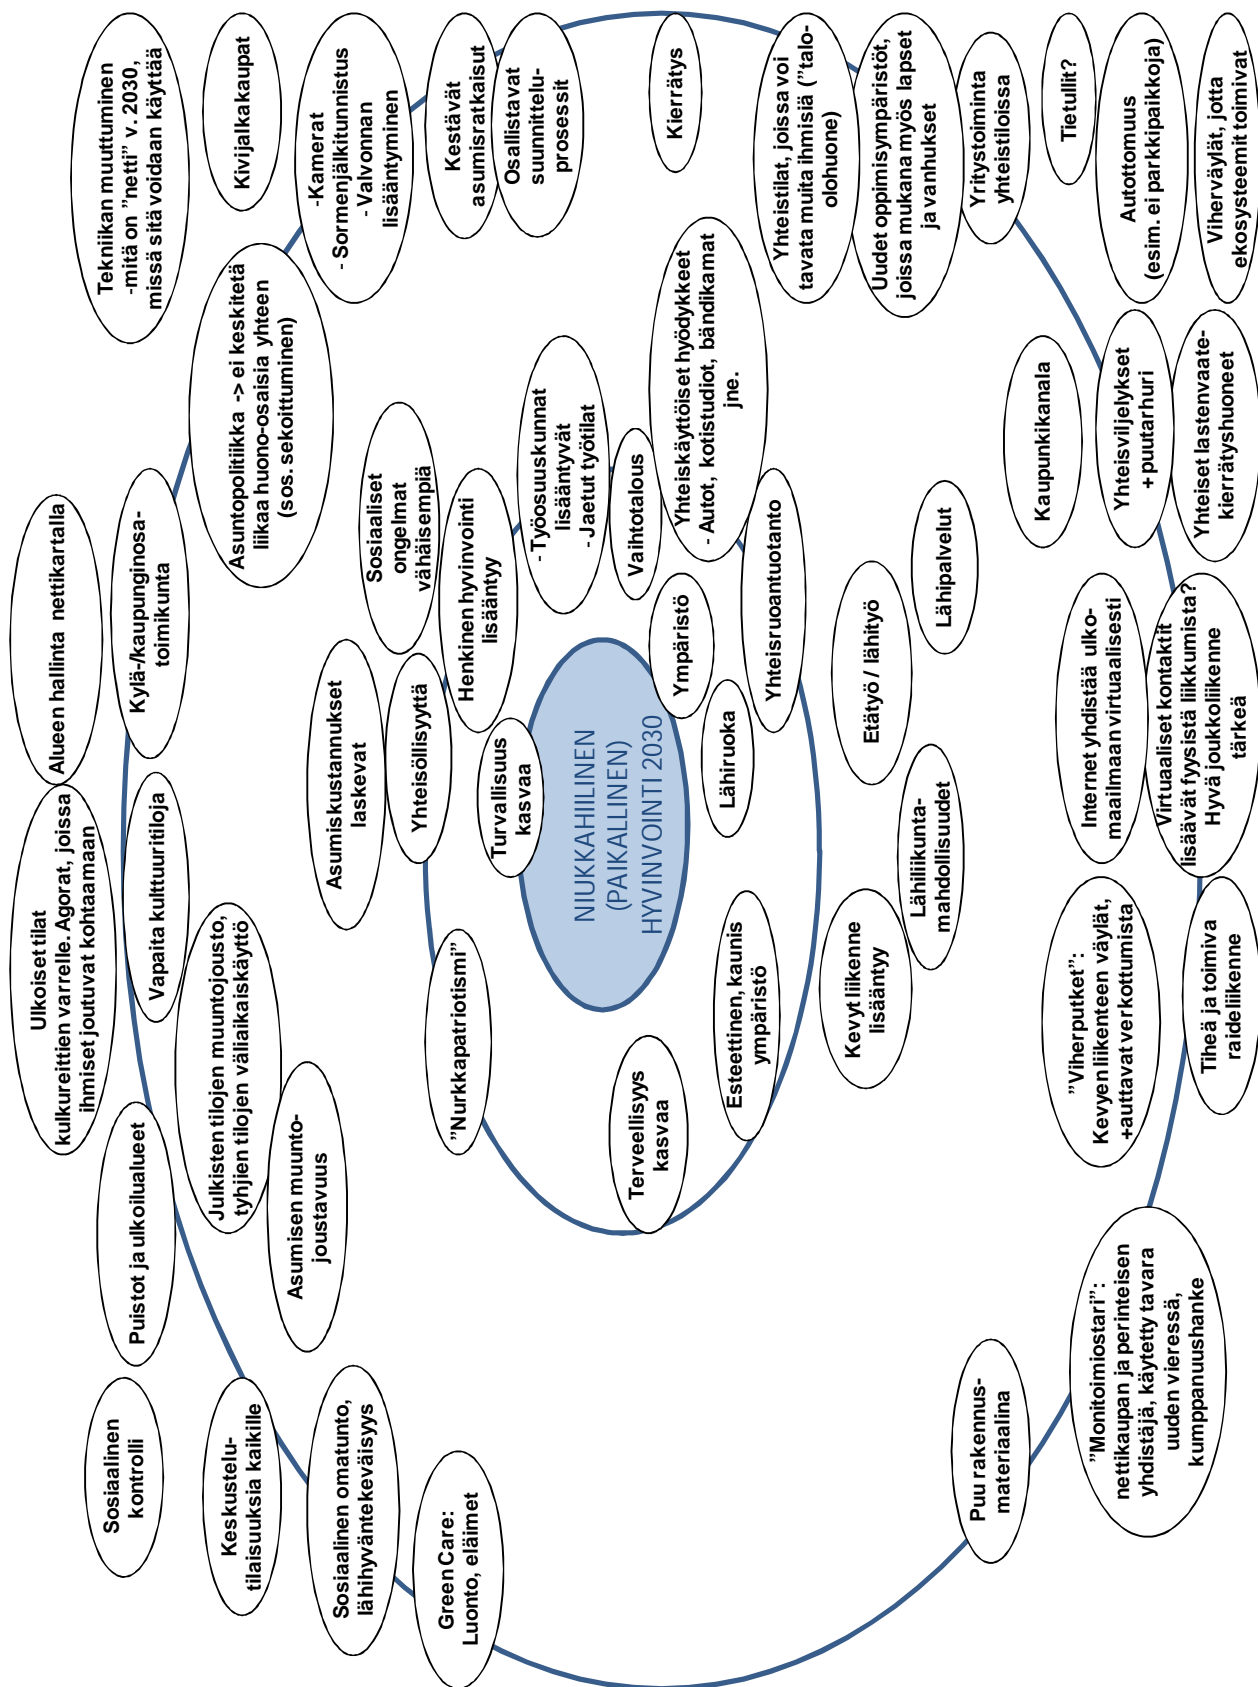 Sosiaalinen
kontrolli
Puistot ja ulkoilualueet
Ulkoiset tilat
kulkureittien varrelle. Agorat, joissa
ihmiset joutuvat kohtaamaan
Alueen hallinta nettikartalla
Tekniikan muuttuminen
-mitä on ”netti” v. 2030,
missä sitä voidaan käyttää
Vapaita kulttuuritiloja
Kylä-/kaupunginosa-
toimikunta
Kivijalkakaupat
Keskustelu-
tilaisuuksia kaikille
Julkisten tilojen muuntojousto,
tyhjien tilojen väliaikaiskäyttö
Asuntopolitiikka -> ei keskitetä
liikaa huono-osaisia yhteen
(sos. sekoittuminen)
Asumisen muunto-
joustavuus
-Kamerat
- Sormenjälkitunnistus
- Valvonnan
lisääntyminen
Sosiaalinen omatunto,
lähihyväntekeväisyys
Asumiskustannukset
laskevat
Sosiaaliset
ongelmat
vähäisempiä
Green Care:
Luonto, eläimet
”Nurkkapatriotismi”
Yhteisöllisyyttä
Henkinen hyvinvointi
lisääntyy
Kestävät
asumisratkaisut
Osallistavat
suunnittelu-
prosessit
Turvallisuus
kasvaa
- Työosuuskunnat
lisääntyvät
- Jaetut työtilat
NIUKKAHIILINEN
(PAIKALLINEN)
HYVINVOINTI 2030
Vaihtotalous
Terveellisyys
kasvaa
Ympäristö
Kierrätys
Yhteiskäyttöiset hyödykkeet
- Autot, kotistudiot, bändikamat
jne.
Esteettinen, kaunis
ympäristö
Lähiruoka
Yhteisruoantuotanto
Yhteistilat, joissa voi
tavata muita ihmisiä (”talo-
olohuone)
Kevyt liikenne
lisääntyy
Etätyö / lähityö
Uudet oppimisympäristöt,
joissa mukana myös lapset
ja vanhukset
Lähiliikunta-
mahdollisuudet
Lähipalvelut
Puu rakennus-
materiaalina
Yritystoiminta
yhteistiloissa
Kaupunkikanala
Tietullit?
”Viherputket”:
Kevyen liikenteen väylät,
+auttavat verkottumista
Internet yhdistää ulko-
maailmaan virtuaalisesti
Yhteisviljelykset
+ putarhuri
Autottomuus
(esim. ei parkkipaikkoja)
”Monitoimiostari”:
nettikaupan ja perinteisen
yhdistäjä, käytetty tavara
uuden vieressä,
kumppanuushanke
Virtuaaliset kontaktit
lisäävät fyysistä liikkumista?
Hyvä joukkoliikenne
tärkeä
Tiheä ja toimiva
raideliikenne
Yhteiset lastenvaate-
kierrätyshuoneet
Viherväylät, jotta
ekosysteemit toimivat